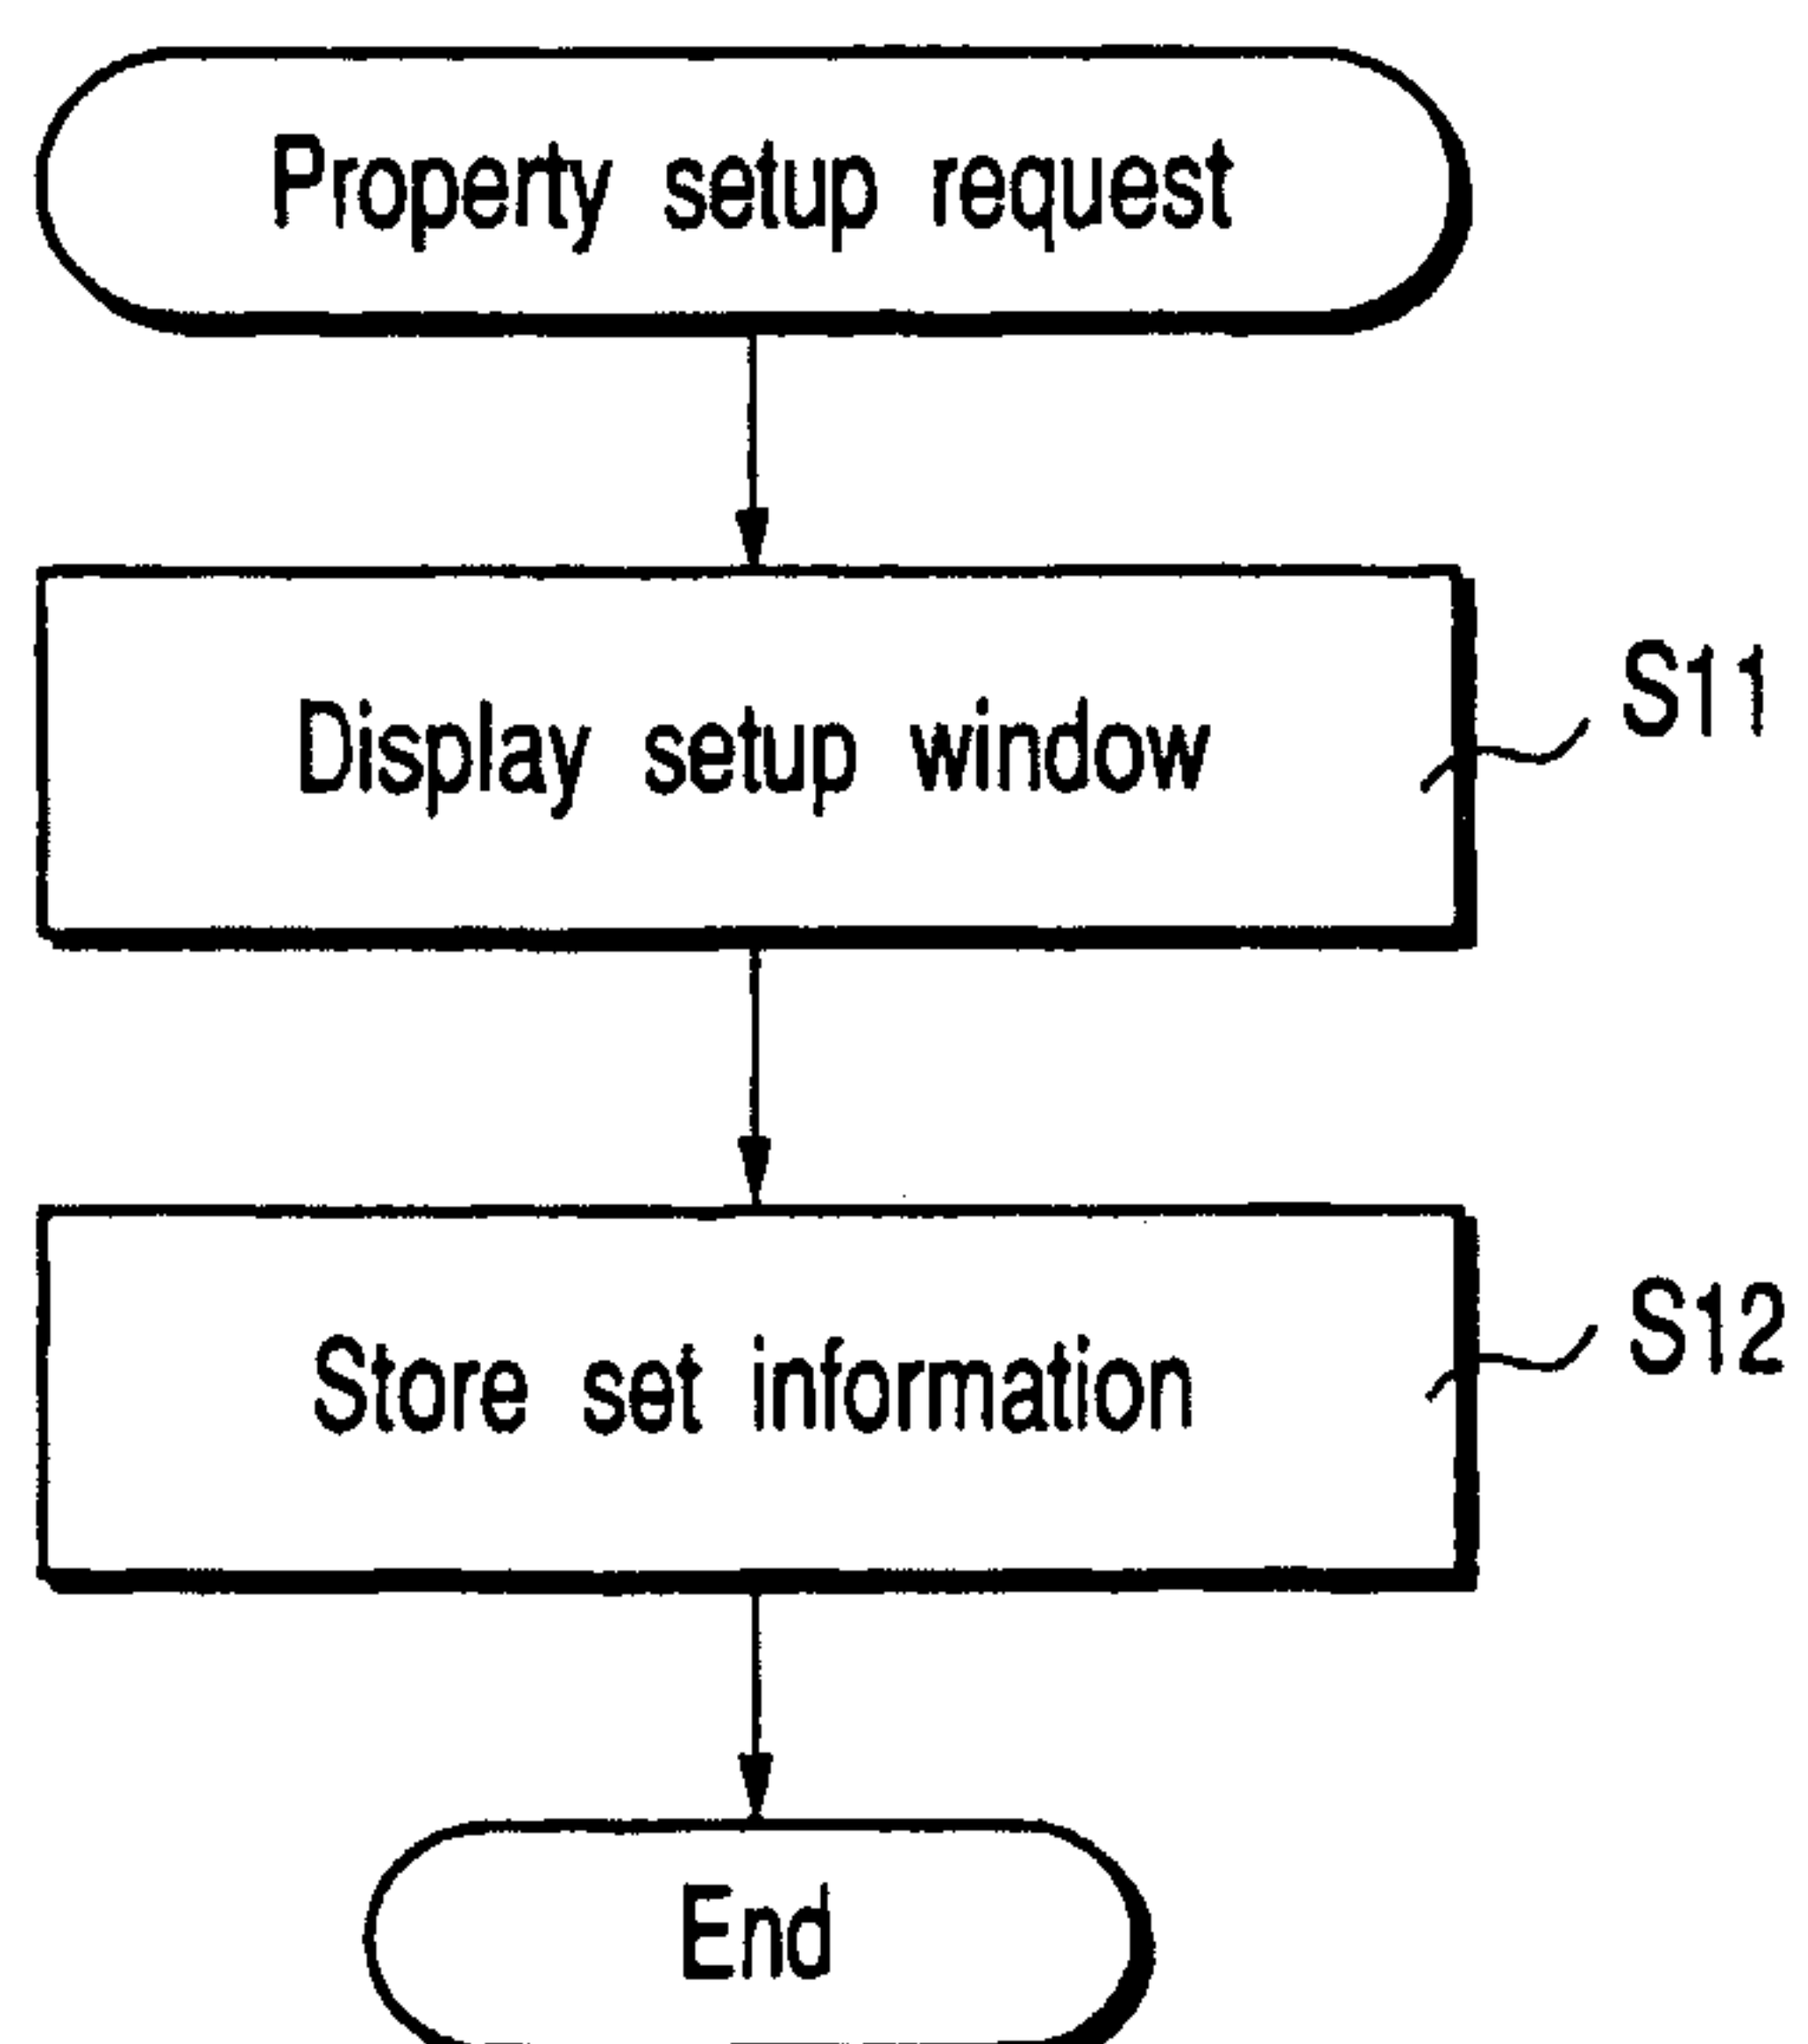 Property setup request
Display setup window
S11
Store set information
S12
End